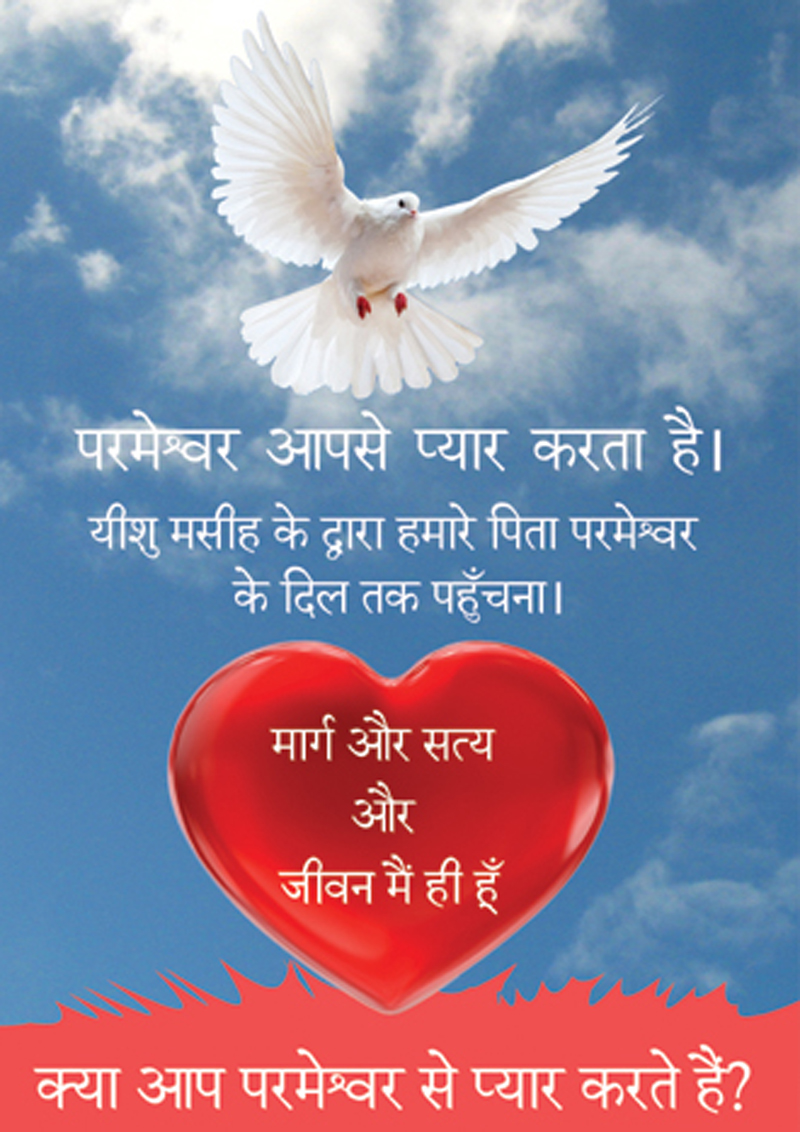 परमेश्वर आपसे प्यार करता है।
यीशु मसीह के द्वारा हमारे पिता परमेश्वर
के दिल तक पहुँचना।
मार्ग और सत्य
और
जीवन मैं ही हूँ
क्या आप परमेश्वर से प्यार करते हैं?